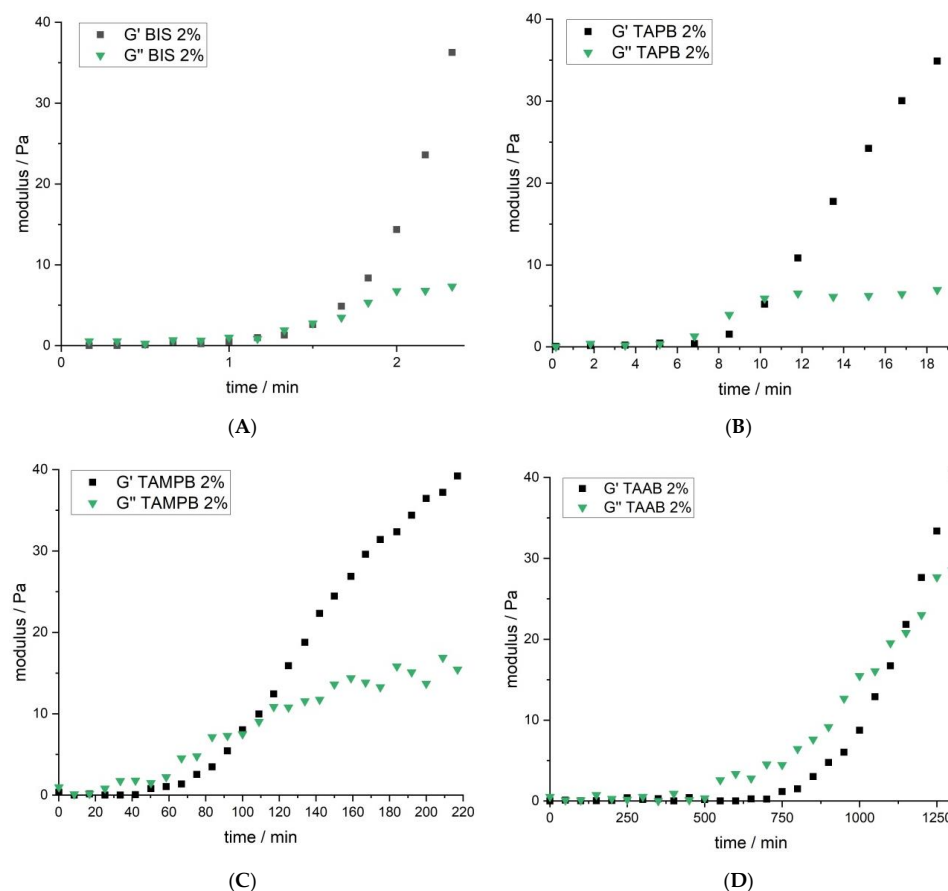 G' BIS 2%
G'' BIS 2%
modulus / Pa
40
30
20
10
0
0 1 2
time / min
(A)
G' TAPB 2%
G'' TAPB 2%
modulus / Pa
40
30
20
10
0
0 2 4 6 8 10 12 14 16 18
time / min
(B)
G' TAMPB 2%
G'' TAMPB 2%
modulus / Pa
40
30
20
10
0
0 20 40 60 80 100 120 140 160 180 200 220
time / min
(C)
G' TAAB 2%
G'' TAAB 2%
modulus / Pa
40
30
20
10
0
0 250 500 750 1000 1250
time / min
(D)